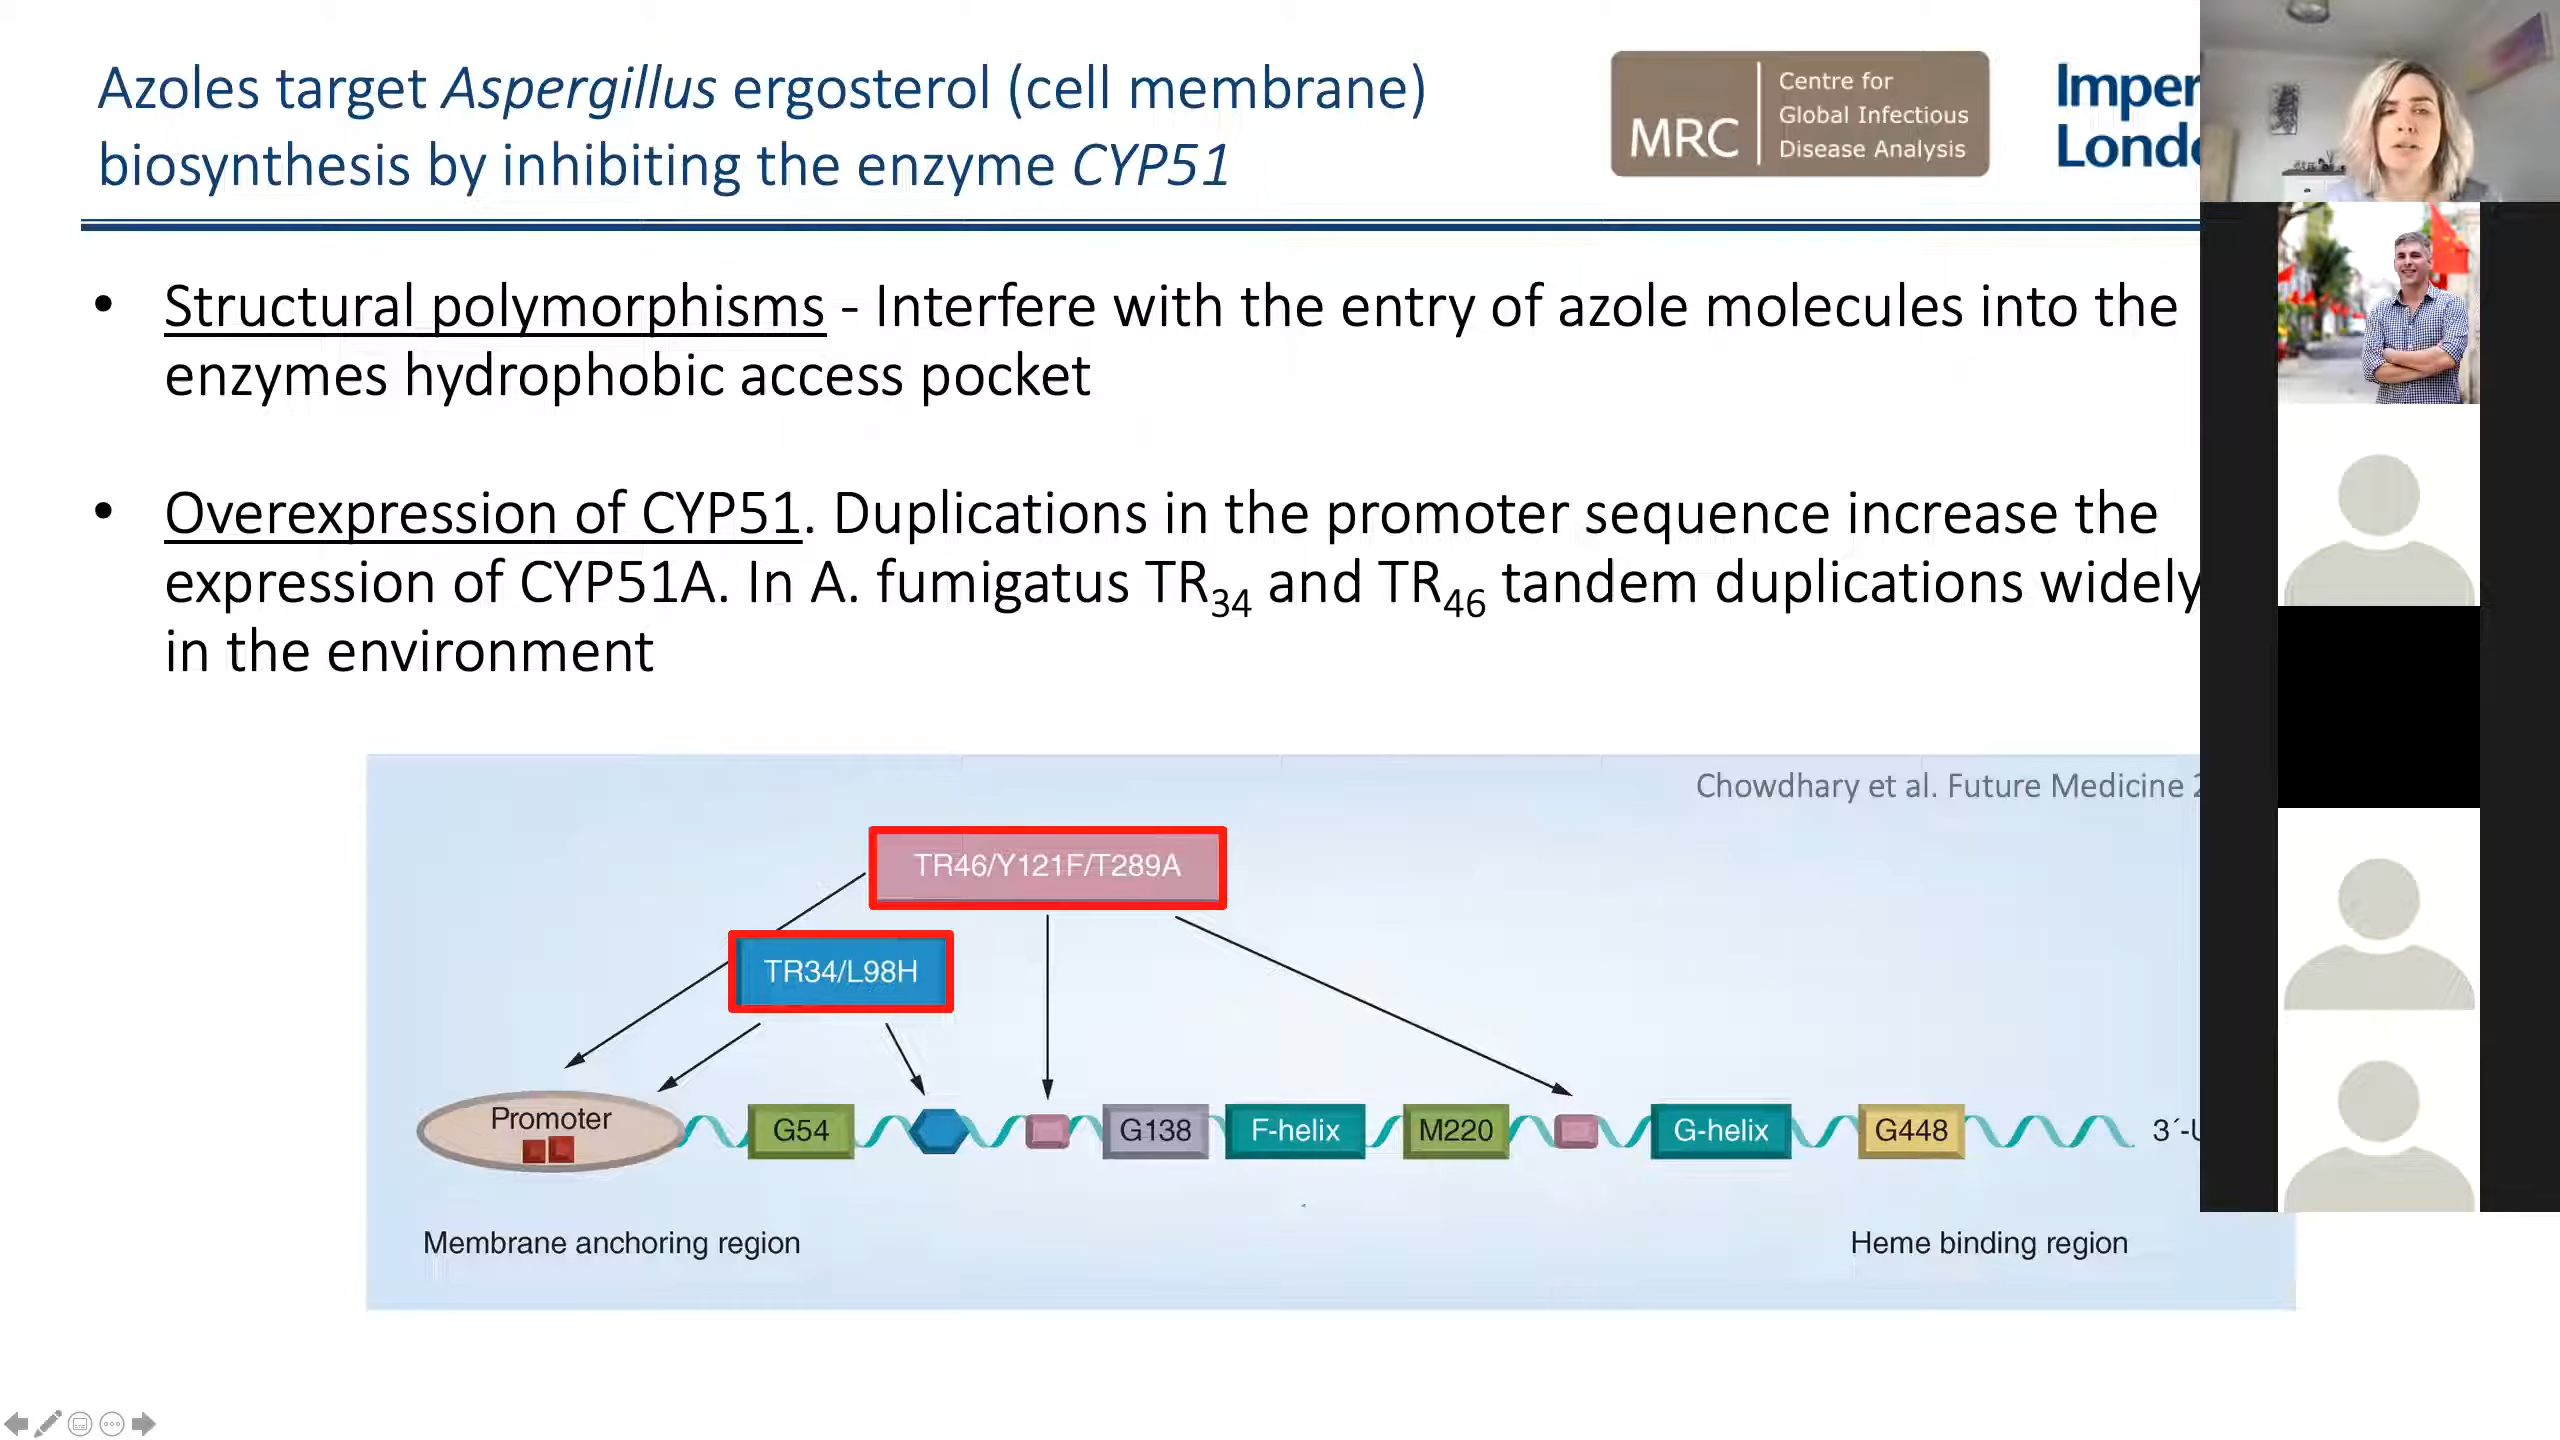 Azoles target Aspergillus ergosterol (cell membrane)
biosynthesis by inhibiting the enzyme CYP51
MRC
Centre for
Global Infectious
Disease Analysis
• Structural polymorphisms - Interfere with the entry of azole molecules into the
enzymes hydrophobic access pocket
• Overexpression of CYP51. Duplications in the promoter sequence increase the
expression of CYP51A. In A. fumigatus TR34 and TR46 tandem duplications widely
in the environment
Chowdhary et al. Future Medicine
TR46/Y121F/T289A
TR34/L98H
Promoter
G54
G138
F-helix
M220
G-helix
G448
Membrane anchoring region
Heme binding region